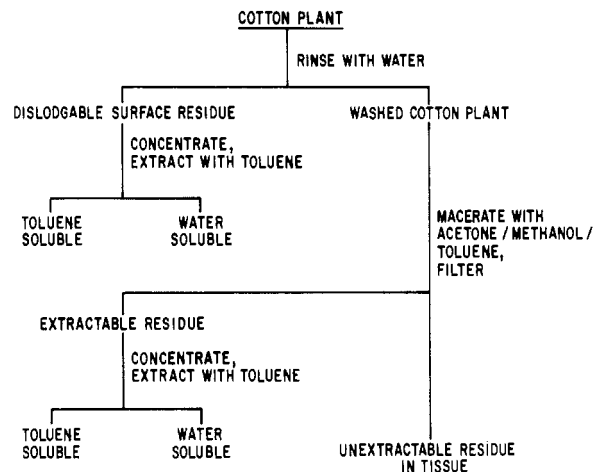 COTTON PLANT
RINSE WITH WATER
DISLODGABLE SURFACE RESIDUE
WASHED COTTON PLANT
CONCENTRATE,
EXTRACT WITH TOLUENE
TOLUENE
SOLUBLE
WATER
SOLUBLE
MACERATE WITH
ACETONE / METHANOL /
TOLUENE,
FILTER
EXTRACTABLE RESIDUE
CONCENTRATE,
EXTRACT WITH TOLUENE
TOLUENE
SOLUBLE
WATER
SOLUBLE
UNEXTRACTABLE RESIDUE
IN TISSUE